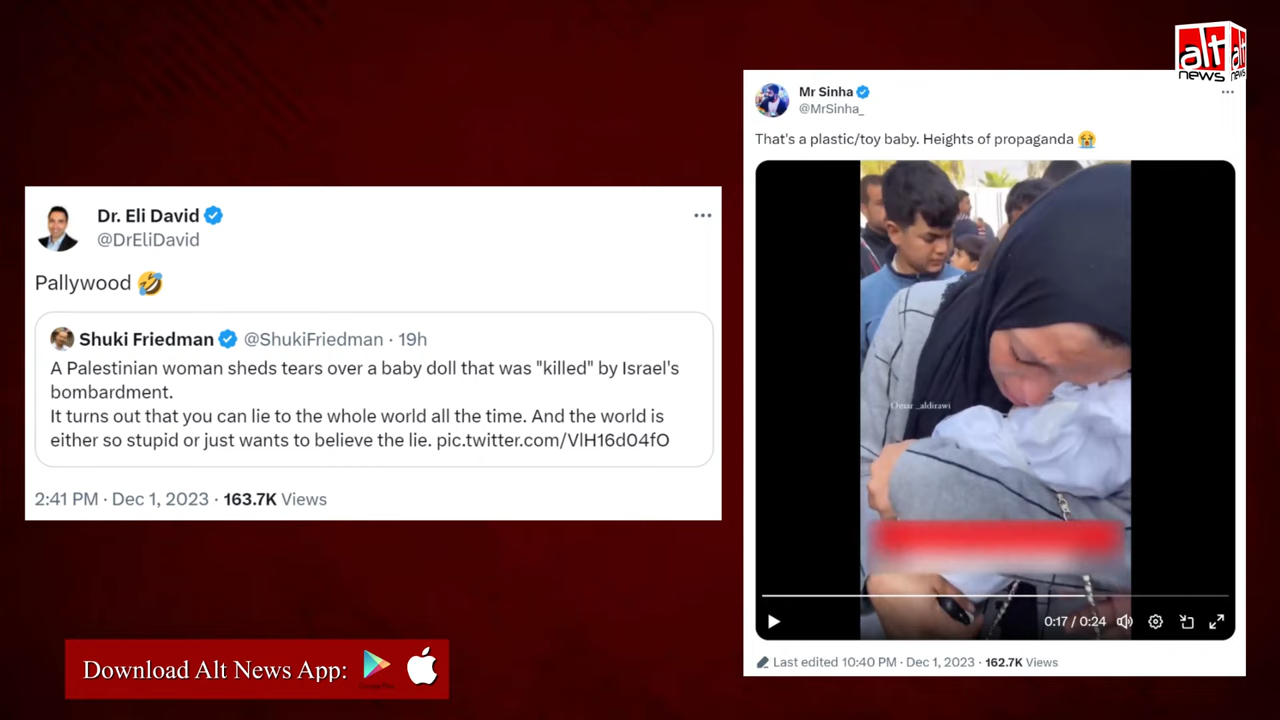 alt
news
alt
news
Dr. Eli David
@DrEliDavid
Pallywood 🤣
Shuki Friedman @ShukiFriedman · 19h
A Palestinian woman sheds tears over a baby doll that was "killed" by Israel's
bombardment.
It turns out that you can lie to the whole world all the time. And the world is
either so stupid or just wants to believe the lie. pic.twitter.com/VlH16d04fO
2:41 PM · Dec 1, 2023 · 163.7K Views
Mr Sinha
@MrSinha_
That's a plastic/toy baby. Heights of propaganda 😭
Omar_aldirawi
0:17 / 0:24
Last edited 10:40 PM · Dec 1, 2023 · 162.7K Views
Download Alt News App: